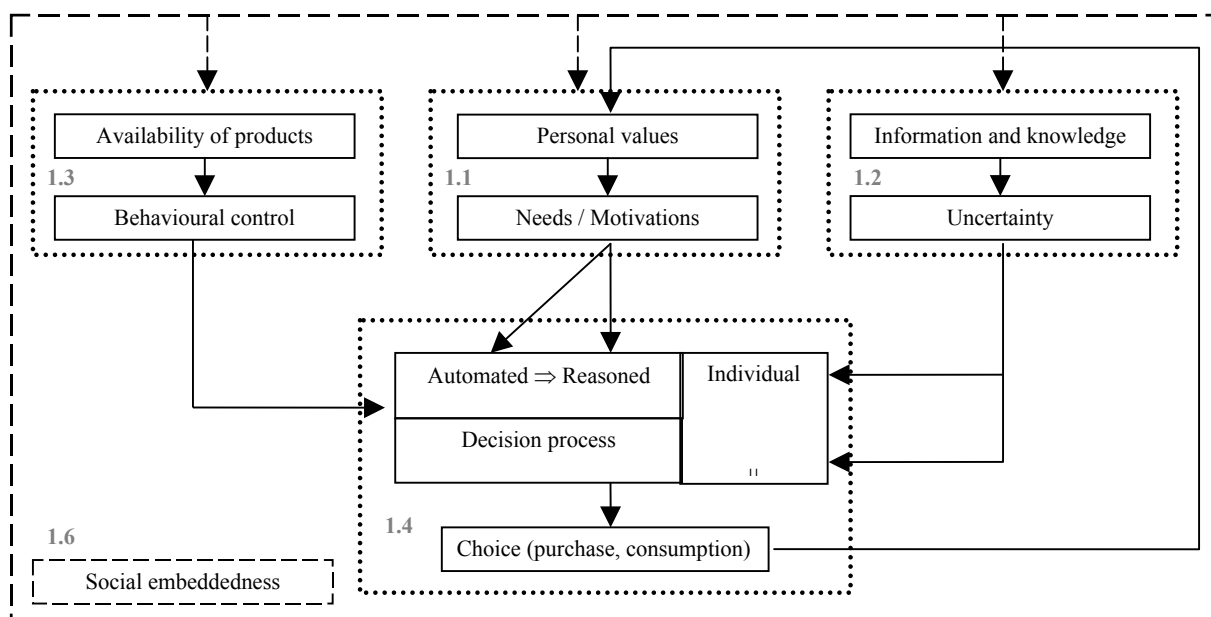 Availability of products
1.3
Behavioural control
Personal values
1.1
Needs / Motivations
Information and knowledge
1.2
Uncertainty
Automated ⇒ Reasoned
Individual
Decision process
1.4
Choice (purchase, consumption)
1.6
Social embeddedness